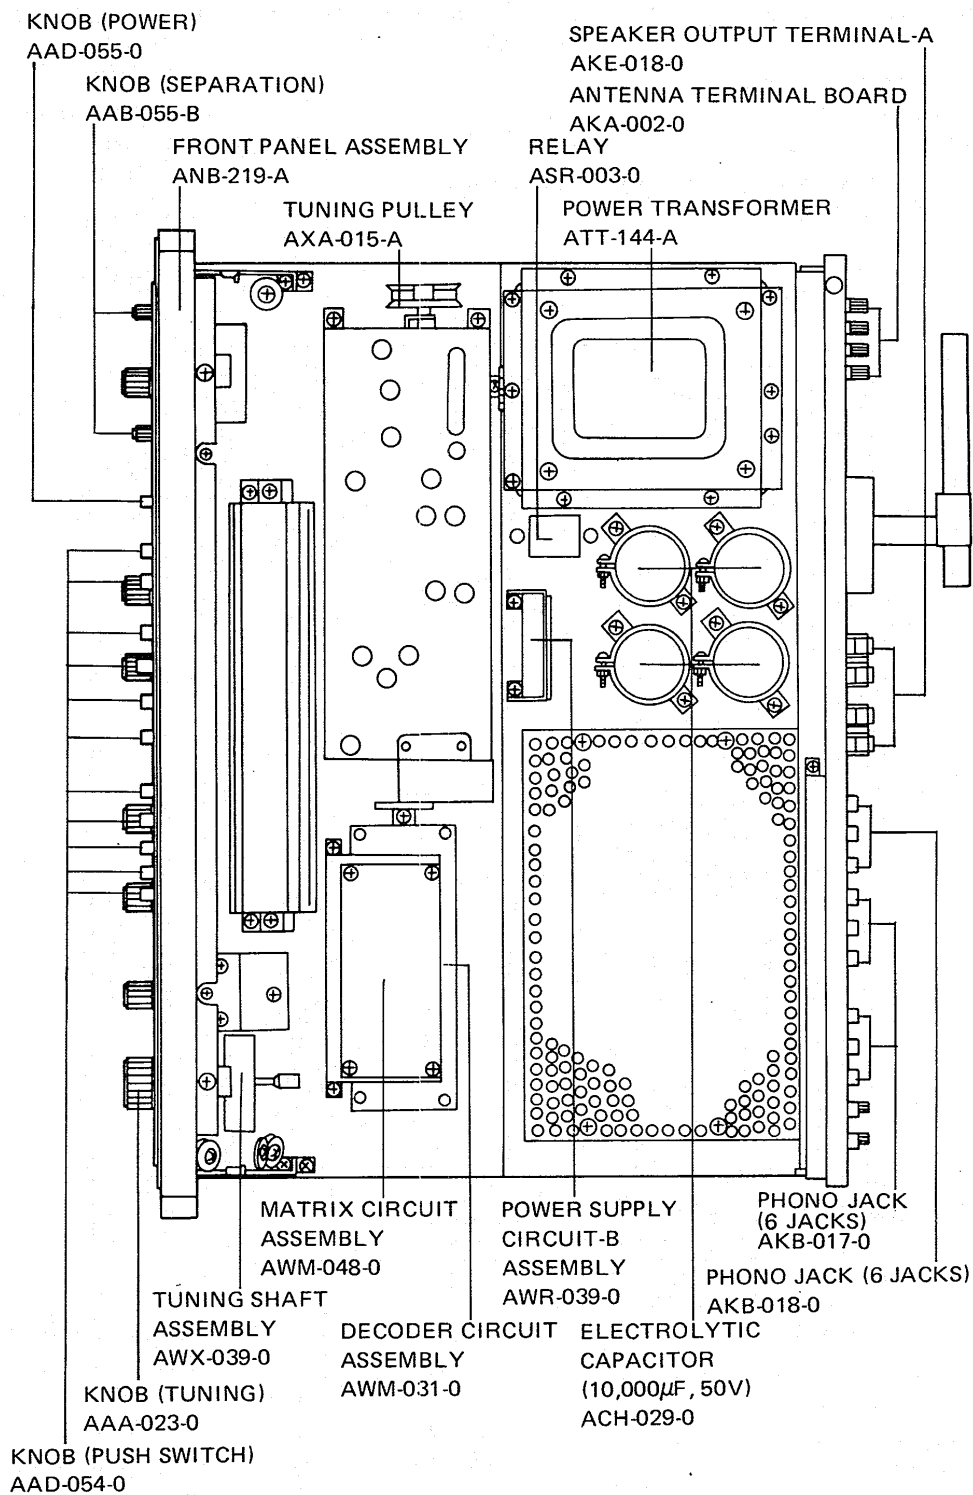 KNOB (POWER)
AAD-055-0
KNOB (SEPARATION)
AAB-055-B
FRONT PANEL ASSEMBLY
ANB-219-A
TUNING PULLEY
AXA-015-A
SPEAKER OUTPUT TERMINAL-A
AKE-018-0
ANTENNA TERMINAL BOARD
AKA-002-0
RELAY
ASR-003-0
POWER TRANSFORMER
ATT-144-A
MATRIX CIRCUIT
ASSEMBLY
AWM-048-0
POWER SUPPLY
CIRCUIT-B
ASSEMBLY
AWR-039-0
PHONO JACK
(6 JACKS)
AKB-017-0
PHONO JACK (6 JACKS)
AKB-018-0
TUNING SHAFT
ASSEMBLY
AWX-039-0
DECODER CIRCUIT
ASSEMBLY
AWM-031-0
ELECTROLYTIC
CAPACITOR
(10,000μF, 50V)
ACH-029-0
KNOB (TUNING)
AAA-023-0
KNOB (PUSH SWITCH)
AAD-054-0